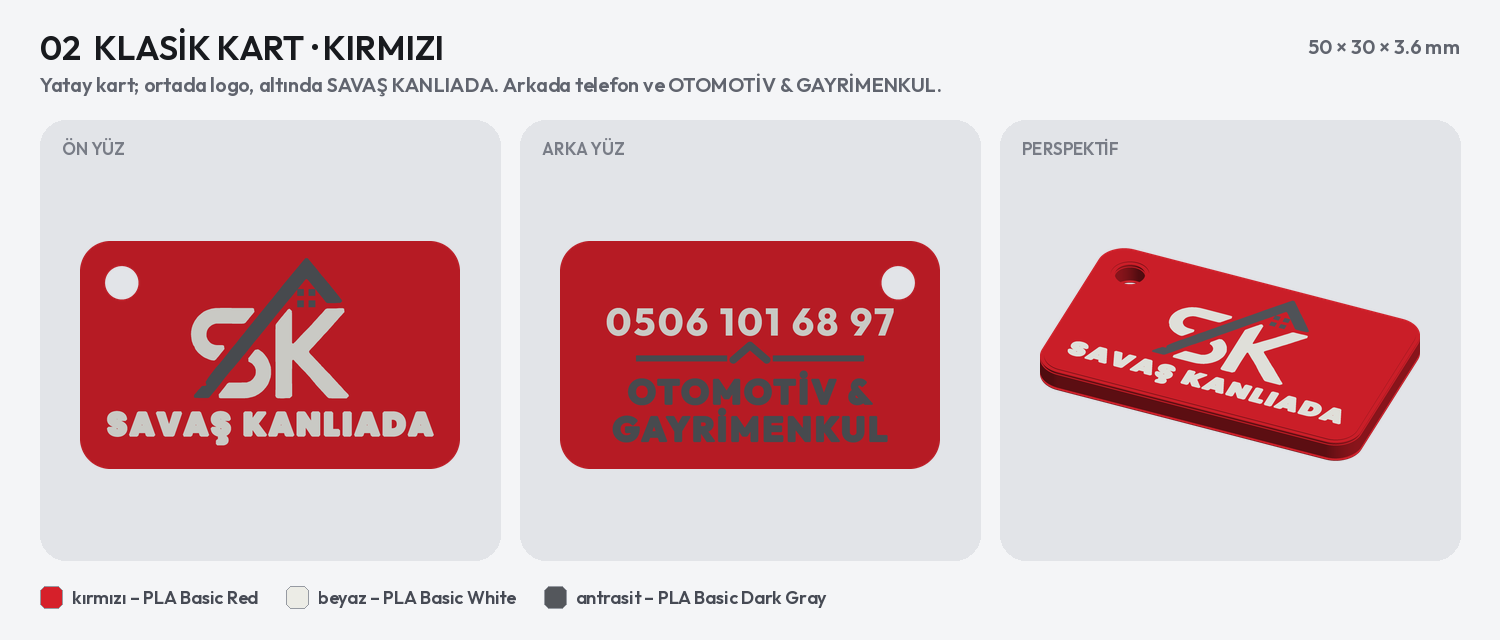 02 KLASİK KART · KIRMIZI
50 × 30 × 3.6 mm
Yatay kart; ortada logo, altında SAVAŞ KANLIADA. Arkada telefon ve OTOMOTİV & GAYRİMENKUL.
ÖN YÜZ
SK
SAVAŞ KANLIADA
ARKA YÜZ
0506 101 68 97
OTOMOTİV &
GAYRİMENKUL
PERSPEKTİF
SK
SAVAŞ KANLIADA
kırmızı – PLA Basic Red
beyaz – PLA Basic White
antrasit – PLA Basic Dark Gray